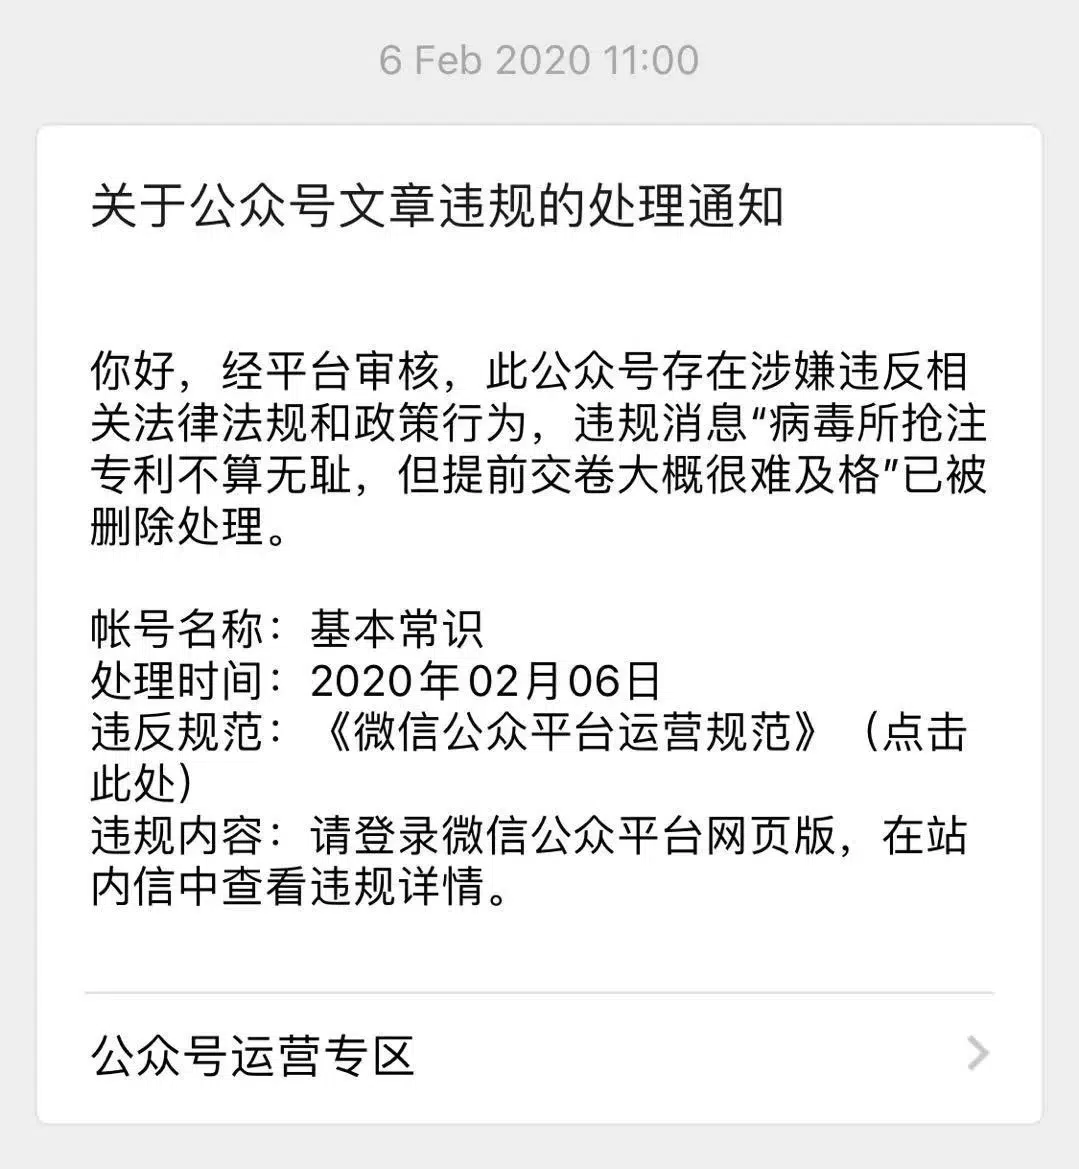 6 Feb 2020 11:00
关于公众号文章违规的处理通知
你好，经平台审核，此公众号存在涉嫌违反相
关法律法规和政策行为，违规消息“病毒所抢注
专利不算无耻，但提前交卷大概很难及格”已被
删除处理。
帐号名称：基本常识
处理时间：2020年02月06日
违反规范：《微信公众平台运营规范》（点击
此处）
违规内容：请登录微信公众平台网页版，在站
内信中查看违规详情。
公众号运营专区